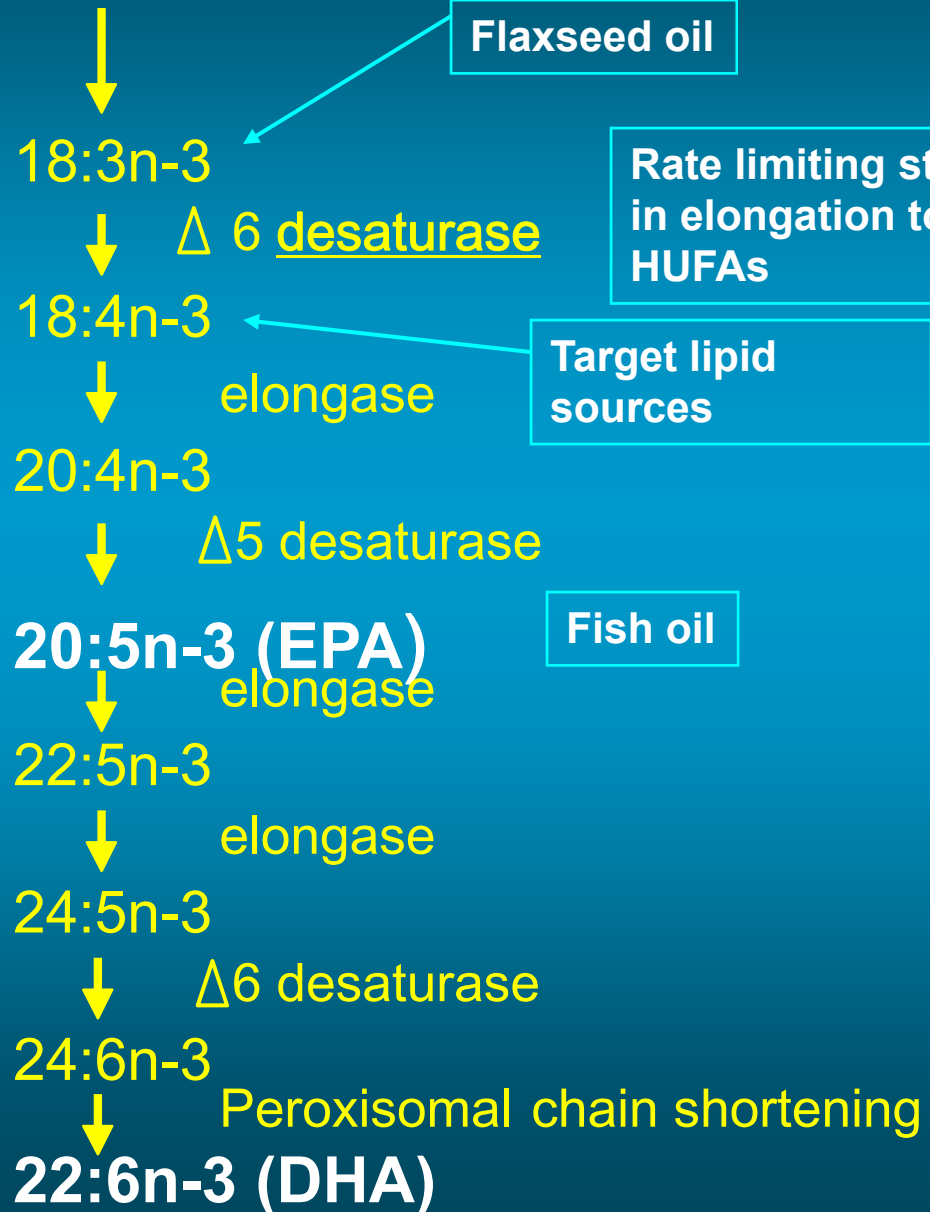 Flaxseed oil
18:3n-3
Rate limiting
in elongation
HUFAs
Δ 6 desaturase
18:4n-3
Target lipid
sources
elongase
20:4n-3
Δ5 desaturase
20:5n-3 (EPA)
Fish oil
elongase
22:5n-3
elongase
24:5n-3
Δ6 desaturase
24:6n-3
Peroxisomal chain shortening
22:6n-3 (DHA)